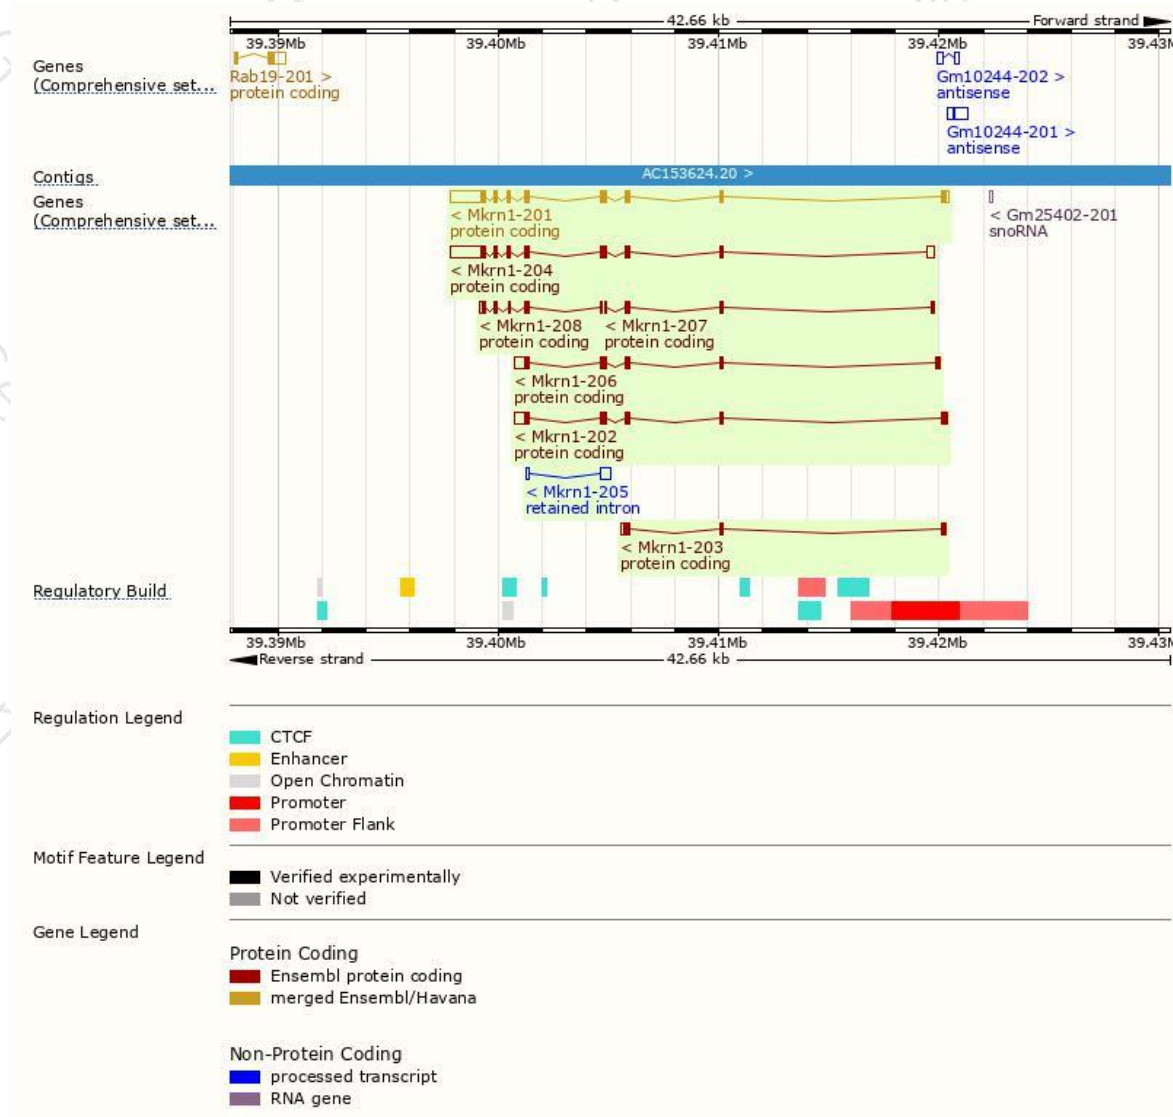 42.66 kb
Forward strand
39.39Mb 39.40Mb 39.41Mb 39.42Mb 39.43M
Genes
(Comprehensive set...
Rab19-201 >
protein coding
Gm10244-202 >
antisense
Gm10244-201 >
antisense
Contigs
AC153624.20 >
Genes
(Comprehensive set...
< Mkrn1-201
protein coding
< Gm25402-201
snoRNA
< Mkrn1-204
protein coding
< Mkrn1-208 < Mkrn1-207
protein coding protein coding
< Mkrn1-206
protein coding
< Mkrn1-202
protein coding
< Mkrn1-205
retained intron
< Mkrn1-203
protein coding
Regulatory Build
39.39Mb 39.40Mb 39.41Mb 39.42Mb 39.43M
Reverse strand
42.66 kb
Regulation Legend
CTCF
Enhancer
Open Chromatin
Promoter
Promoter Flank
Motif Feature Legend
Verified experimentally
Not verified
Gene Legend
Protein Coding
Ensembl protein coding
merged Ensembl/Havana
Non-Protein Coding
processed transcript
RNA gene